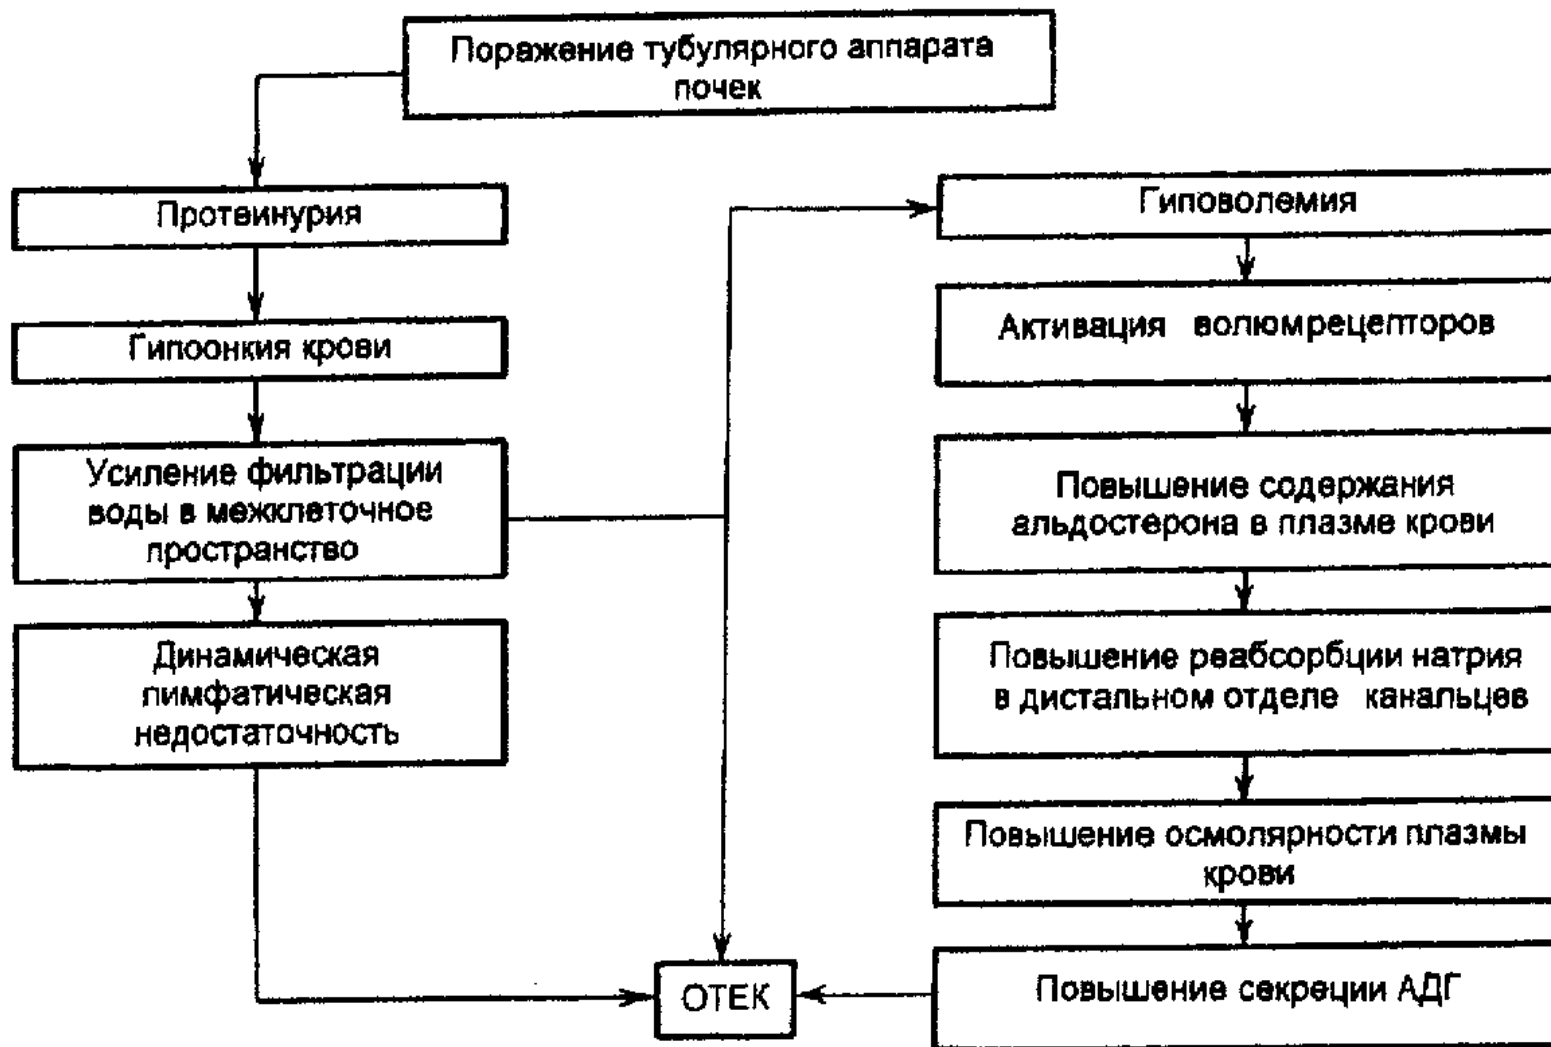 Поражение тубулярного аппарата
почек
Протеинурия
Гипоонкия крови
Усиление фильтрации
воды в межклеточное
пространство
Динамическая
лимфатическая
недостаточность
Гиповолемия
Активация волюмрецепторов
Повышение содержания
альдостерона в плазме крови
Повышение реабсорбции натрия
в дистальном отделе канальцев
Повышение осмолярности плазмы
крови
Повышение секреции АДГ
ОТЕК